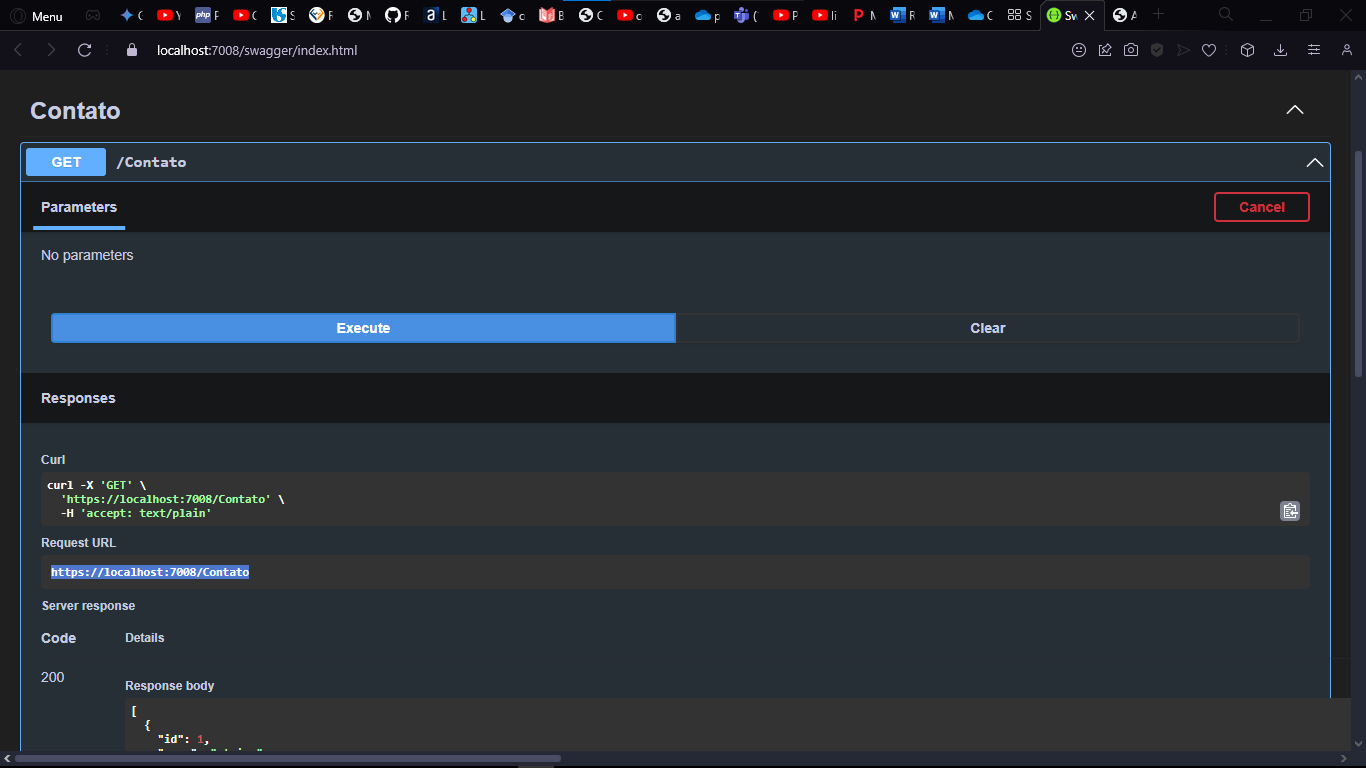 Menu
localhost:7008/swagger/index.html
Contato
GET /Contato
Parameters
Cancel
No parameters
Execute
Clear
Responses
Curl
curl -X 'GET' \
'https://localhost:7008/Contato' \
-H 'accept: text/plain'
Request URL
https://localhost:7008/Contato
Server response
Code Details
200
Response body
[
{
"id": 1,